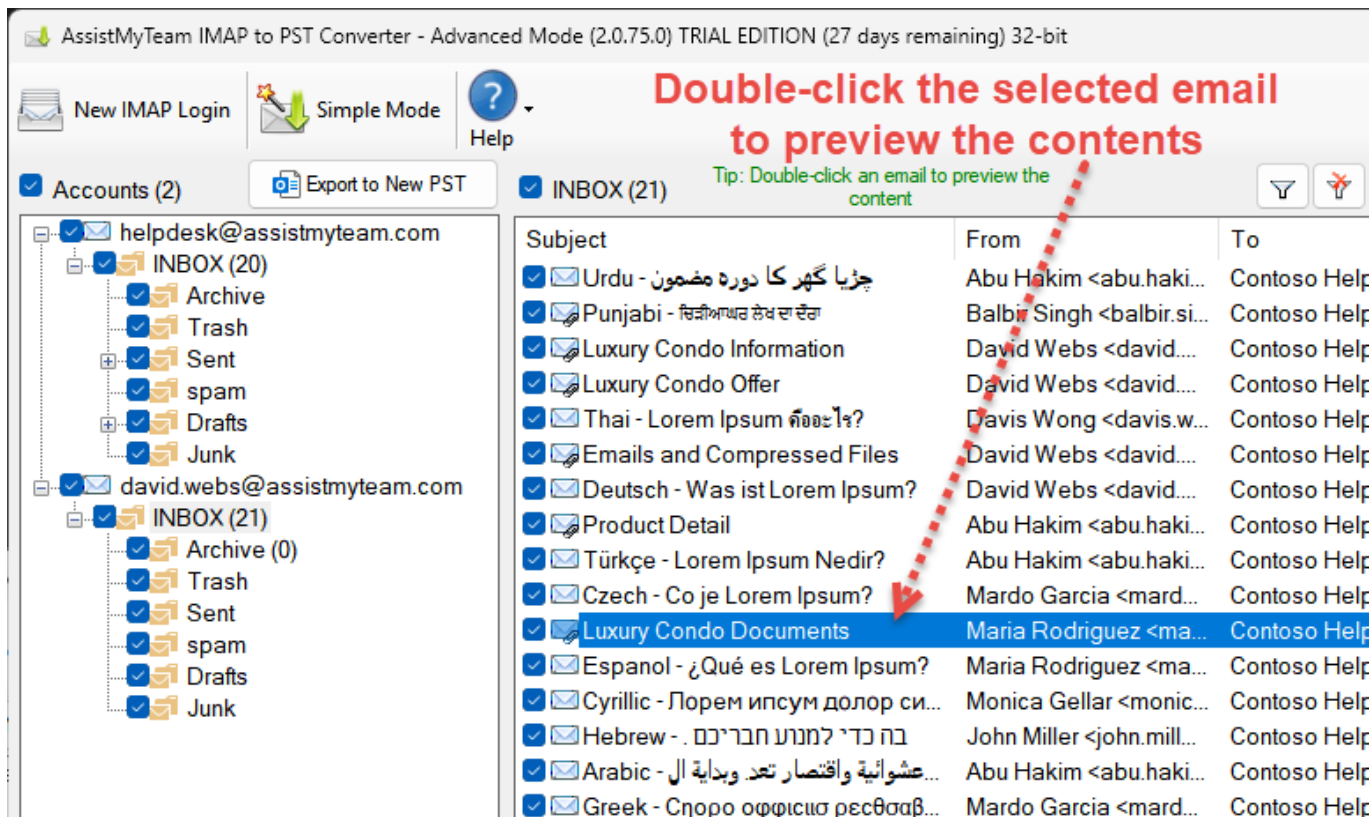 AssistMyTeam IMAP to PST Converter - Advanced Mode (2.0.75.0) TRIAL EDITION (27 days remaining) 32-bit
New IMAP Login
Simple Mode
Help
Double-click the selected email
to preview the contents
Accounts (2)
Export to New PST
INBOX (21)
Tip: Double-click an email to preview the
content
helpdesk@assistmyteam.com
INBOX (20)
Archive
Trash
Sent
spam
Drafts
Junk
david.webs@assistmyteam.com
INBOX (21)
Archive (0)
Trash
Sent
spam
Drafts
Junk
Subject From To
Urdu - چڑیا گھر کا دورہ مضمون Abu Hakim <abu.haki... Contoso Help
Punjabi - ਚਿੜੀਆਘਰ ਲੇਖ ਦਾ ਦੌਰਾ Balbir Singh <balbir.si... Contoso Help
Luxury Condo Information David Webs <david.... Contoso Help
Luxury Condo Offer David Webs <david.... Contoso Help
Thai - Lorem Ipsum คืออะไร? Davis Wong <davis.w... Contoso Help
Emails and Compressed Files David Webs <david.... Contoso Help
Deutsch - Was ist Lorem Ipsum? David Webs <david.... Contoso Help
Product Detail Abu Hakim <abu.haki... Contoso Help
Türkçe - Lorem Ipsum Nedir? Abu Hakim <abu.haki... Contoso Help
Czech - Co je Lorem Ipsum? Mardo Garcia <mard... Contoso Help
Luxury Condo Documents Maria Rodriguez <ma... Contoso Help
Espanol - ¿Qué es Lorem Ipsum? Maria Rodriguez <ma... Contoso Help
Cyrillic - Лорем ипсум долор си... Monica Gellar <monic... Contoso Help
Hebrew - . בה כדי למנוע חבריכם John Miller <john.mill... Contoso Help
Arabic - عشوائية واقتصار تعد. وبداية ال... Abu Hakim <abu.haki... Contoso Help
Greek - Mardo Garcia <mard... Contoso Help